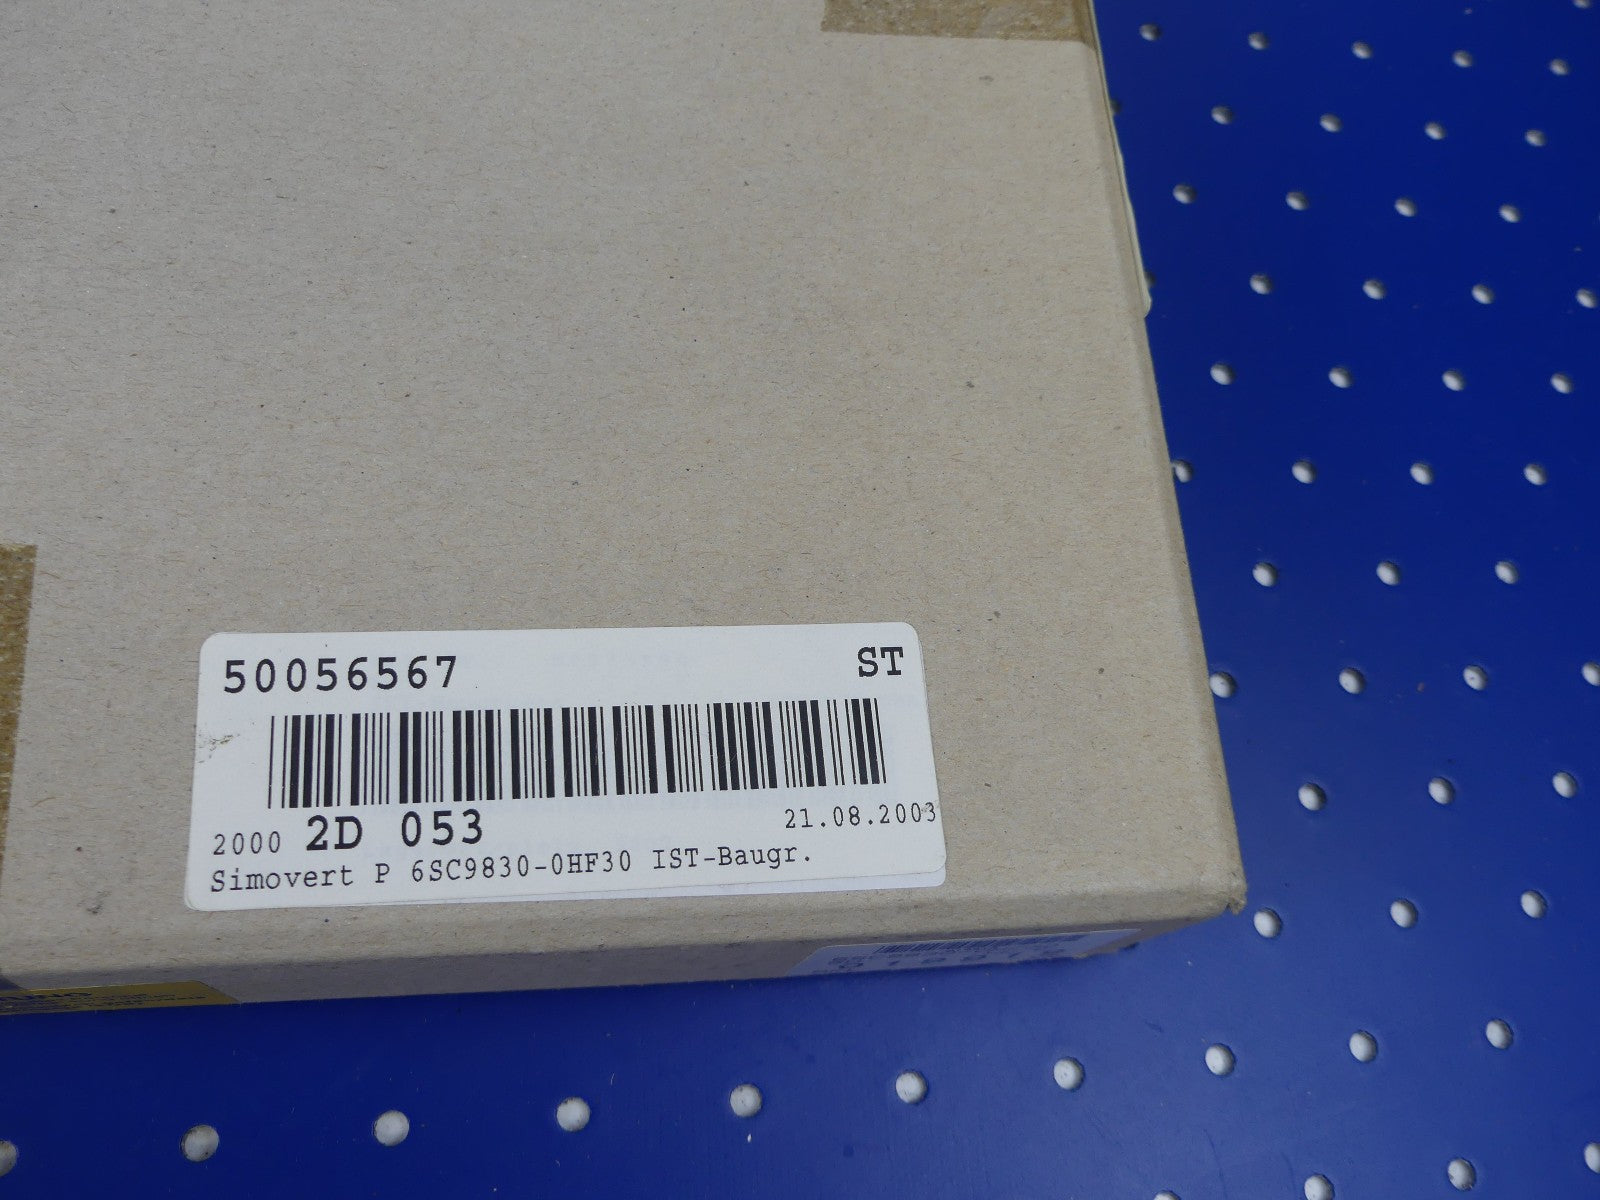 50056567 ST
2000 2D 053 21.08.2003
Simovert P 6SC9830-0HF30 IST-Baugr.